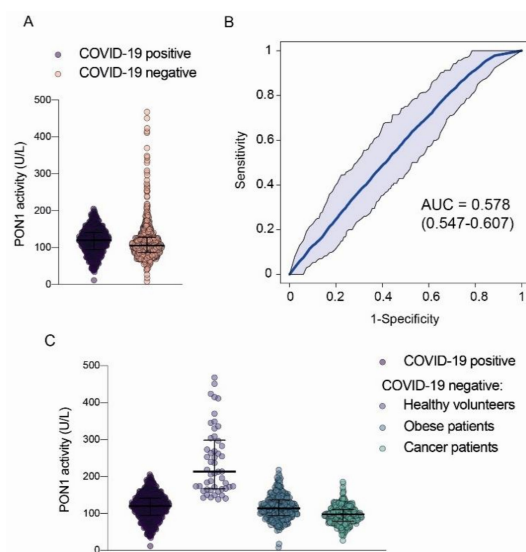 A
COVID-19 positive
COVID-19 negative
PON1 activity (U/L)
500
400
300
200
100
0
B
Sensitivity
1
0.8
0.6
0.4
0.2
0
AUC = 0.578
(0.547-0.607)
0 0.2 0.4 0.6 0.8 1
1-Specificity
C
PON1 activity (U/L)
500
400
300
200
100
0
COVID-19 positive
COVID-19 negative:
Healthy volunteers
Obese patients
Cancer patients